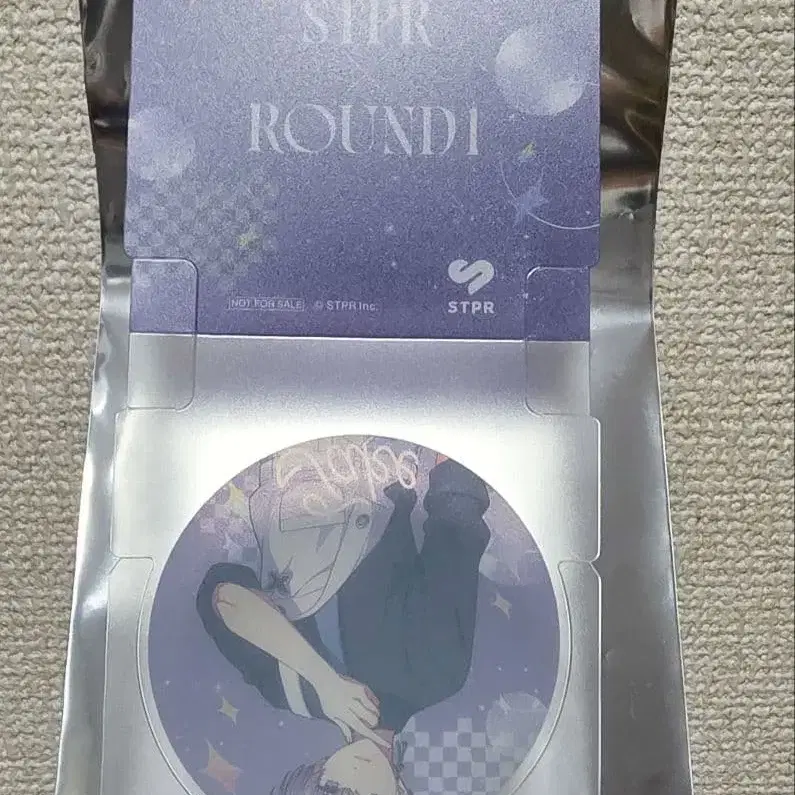 STPR
×
ROUND1
NOT FOR SALE © STPR Inc.
STPR